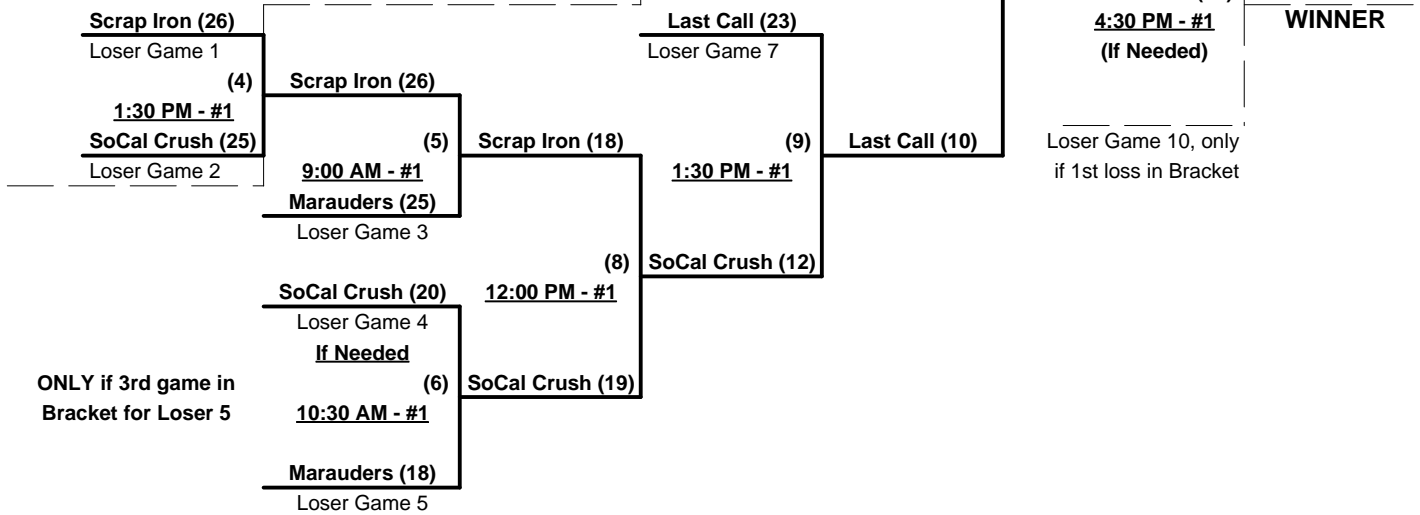 Scrap Iron (26)
Loser Game 1
(4)
1:30 PM - #1
SoCal Crush (25)
Loser Game 2
Scrap Iron (26)
(5)
9:00 AM - #1
Marauders (25)
Loser Game 3
Scrap Iron (18)
SoCal Crush (20)
Loser Game 4
If Needed
(6)
10:30 AM - #1
Marauders (18)
Loser Game 5
ONLY if 3rd game in
Bracket for Loser 5
SoCal Crush (19)
(8)
12:00 PM - #1
Last Call (23)
Loser Game 7
(9)
1:30 PM - #1
SoCal Crush (12)
Last Call (10)
4:30 PM - #1
(If Needed)
Loser Game 10, only
if 1st loss in Bracket
WINNER